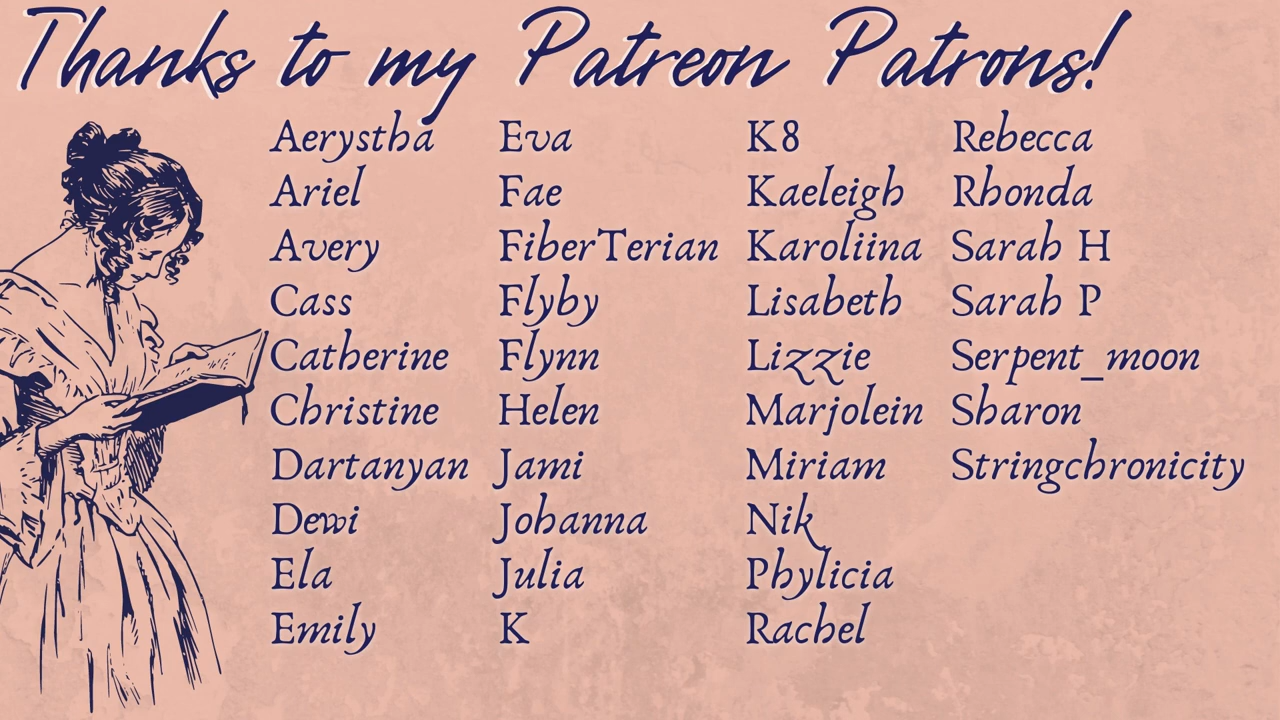 Thanks to my Patreon Patrons!
Aerystha
Ariel
Avery
Cass
Catherine
Christine
Dartanyan
Dewi
Ela
Emily
Eva
Fae
FiberTerian
Flyby
Flynn
Helen
Jami
Johanna
Julia
K
K8
Kaeleigh
Karoliina
Lisabeth
Lizzie
Marjolein
Miriam
Nik
Phylicia
Rachel
Rebecca
Rhonda
Sarah H
Sarah P
Serpent_moon
Sharon
Stringchronicity